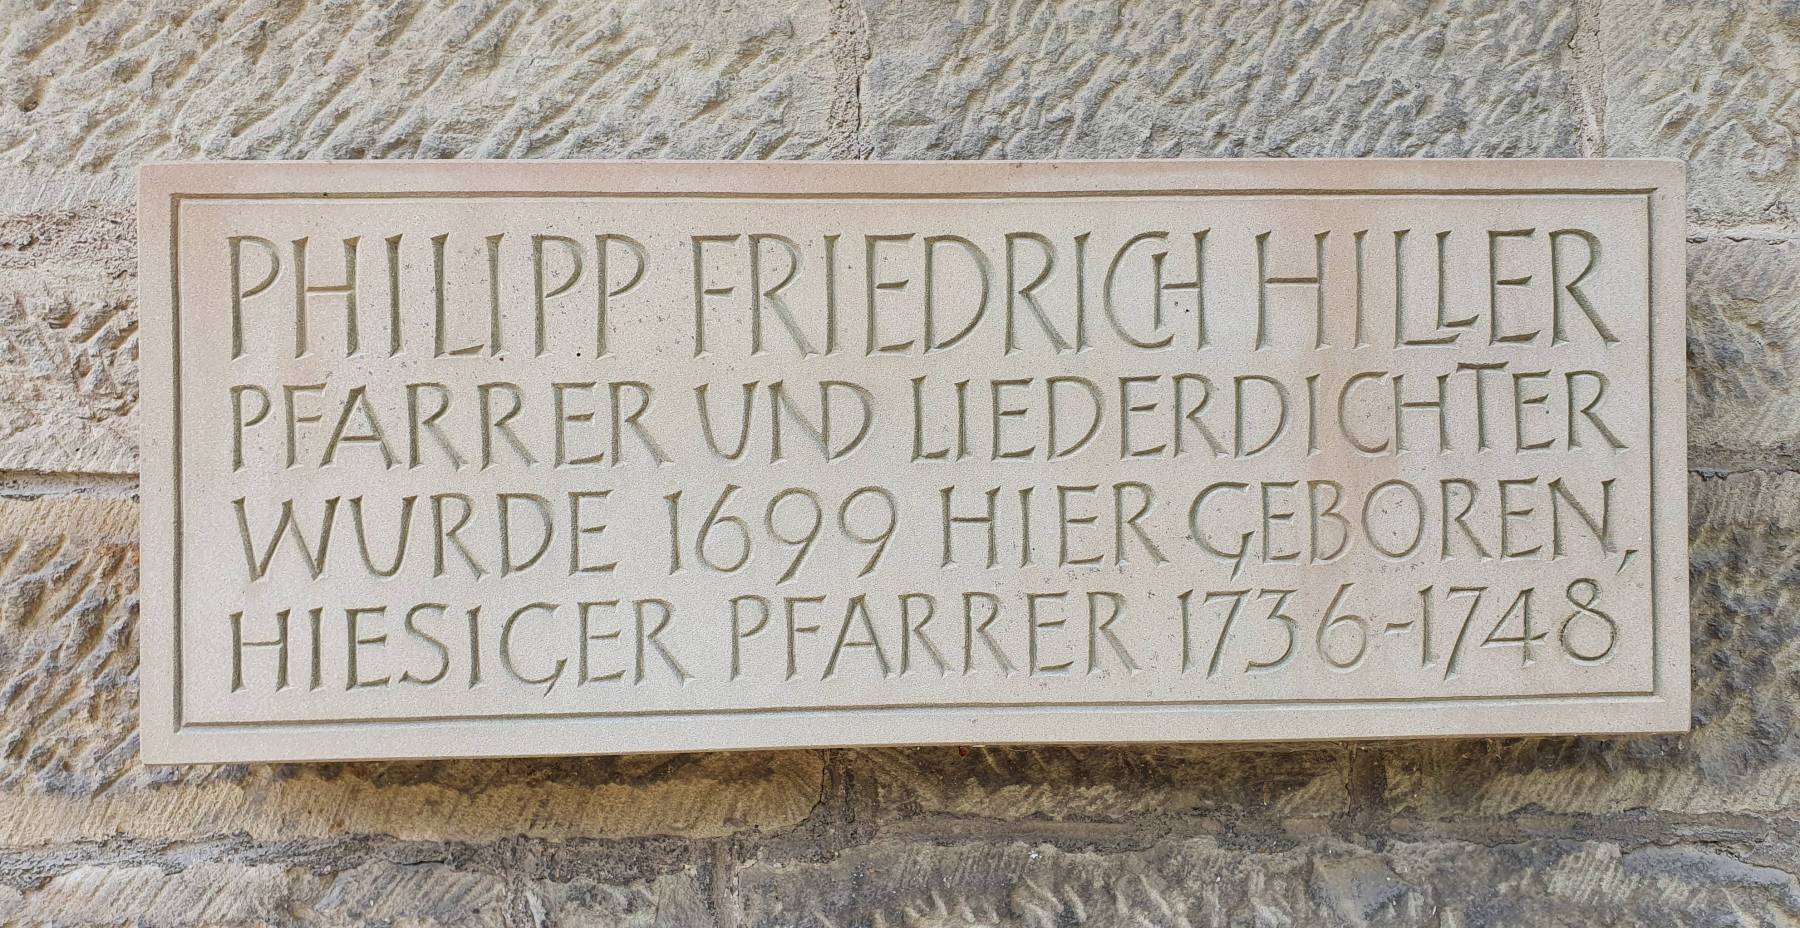 PHILIPP FRIEDRICH HILLER
PFARRER UND LIEDERDICHTER
WURDE 1699 HIER GEBOREN,
HIESIGER PFARRER 1736-1748